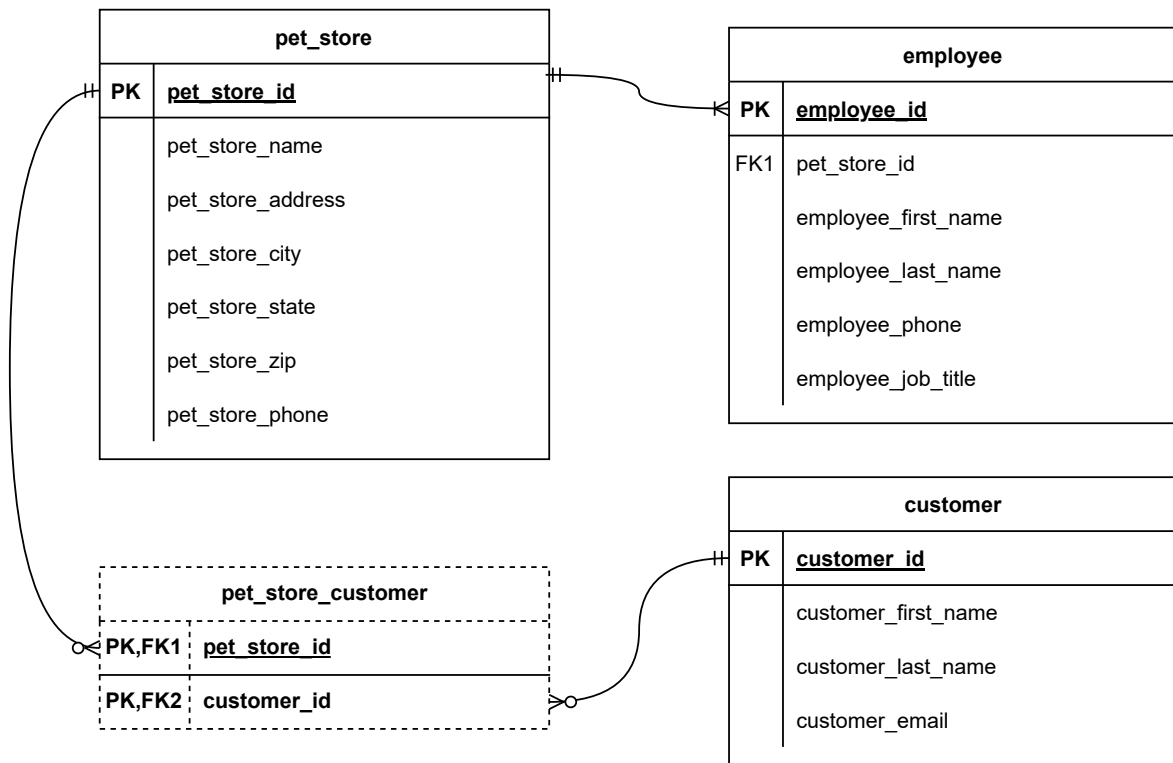 pet_store
PK pet_store_id
pet_store_name
pet_store_address
pet_store_city
pet_store_state
pet_store_zip
pet_store_phone
employee
PK employee_id
FK1 pet_store_id
employee_first_name
employee_last_name
employee_phone
employee_job_title
pet_store_customer
PK,FK1 pet_store_id
PK,FK2 customer_id
customer
PK customer_id
customer_first_name
customer_last_name
customer_email